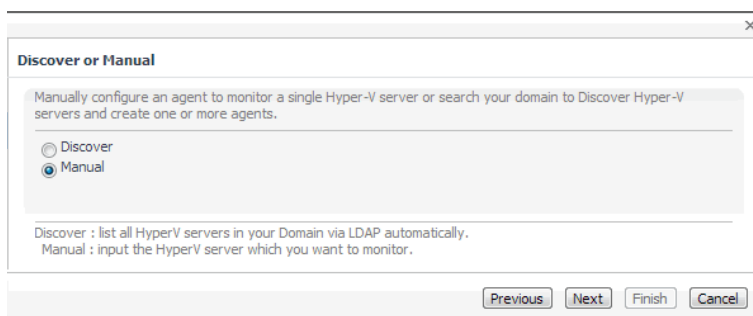 Discover or Manual
Manually configure an agent to monitor a single Hyper-V server or search your domain to Discover Hyper-V
servers and create one or more agents.
Discover
Manual
Discover : list all HyperV servers in your Domain via LDAP automatically.
Manual : input the HyperV server which you want to monitor.
Previous Next Finish Cancel